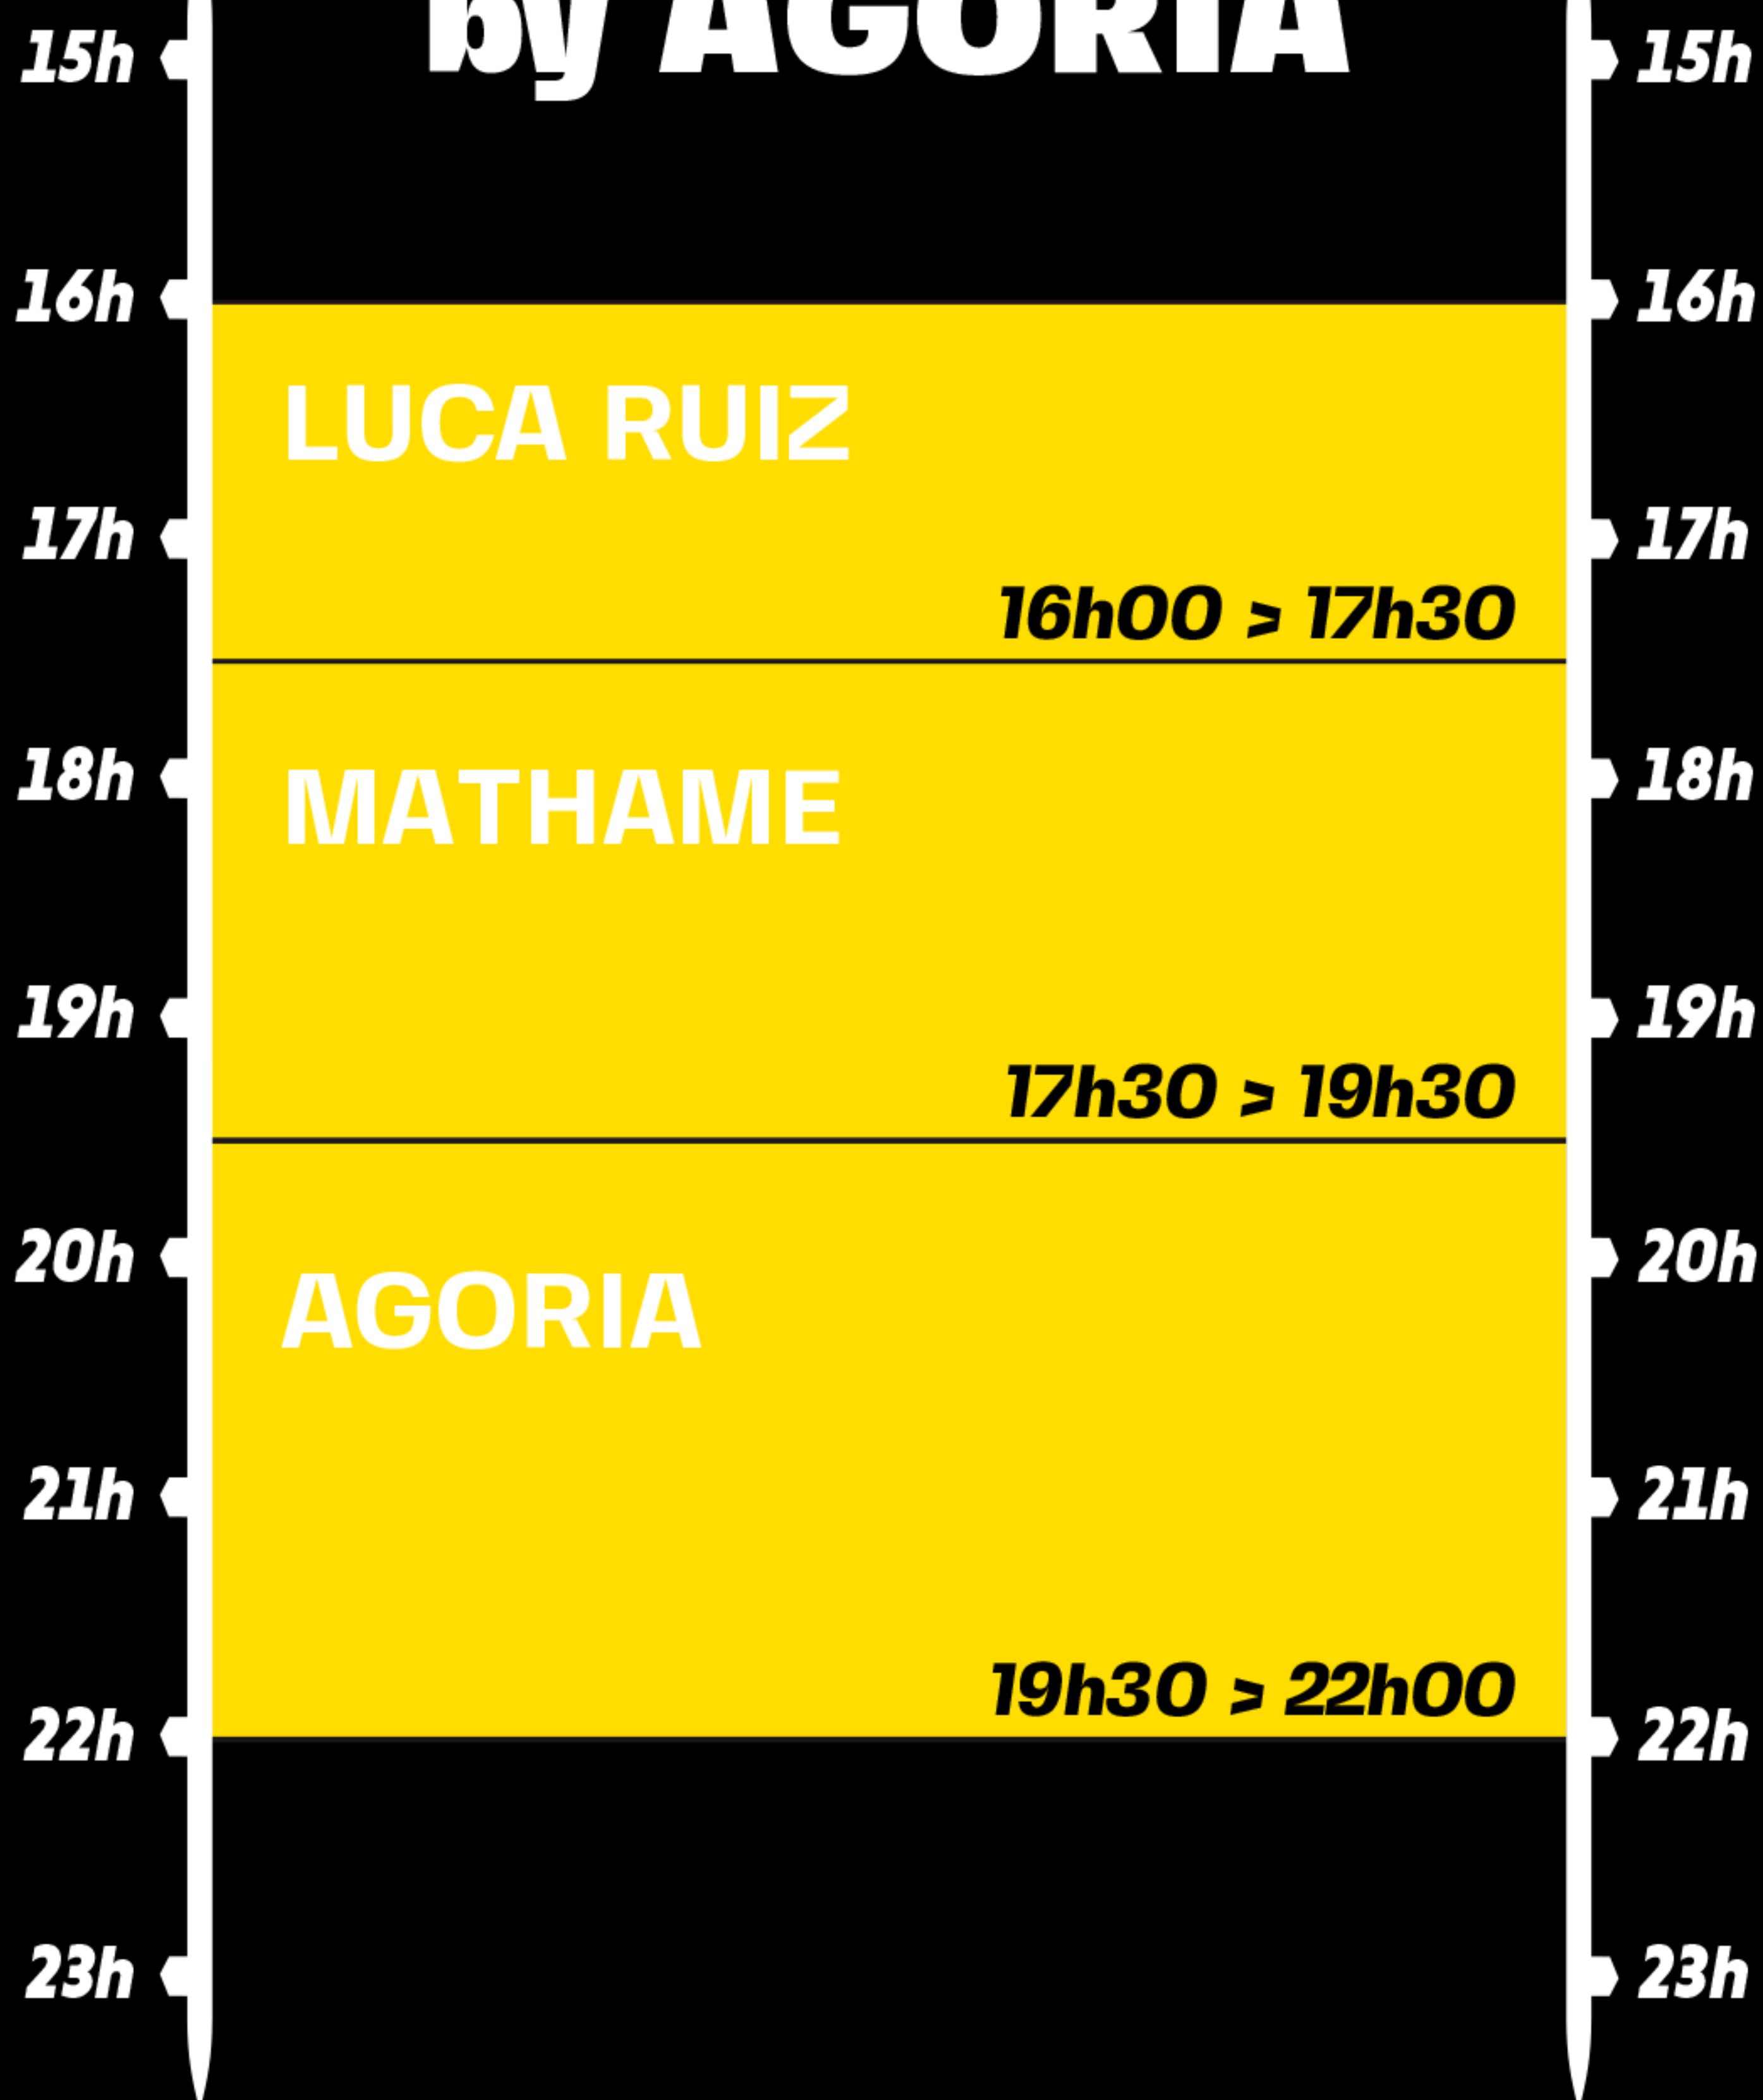 by AGORIA
15h 15h
16h 16h
LUCA RUIZ
17h 17h
16h00 > 17h30
18h 18h
MATHAME
19h 19h
17h30 > 19h30
20h 20h
AGORIA
21h 21h
19h30 > 22h00
22h 22h
23h 23h